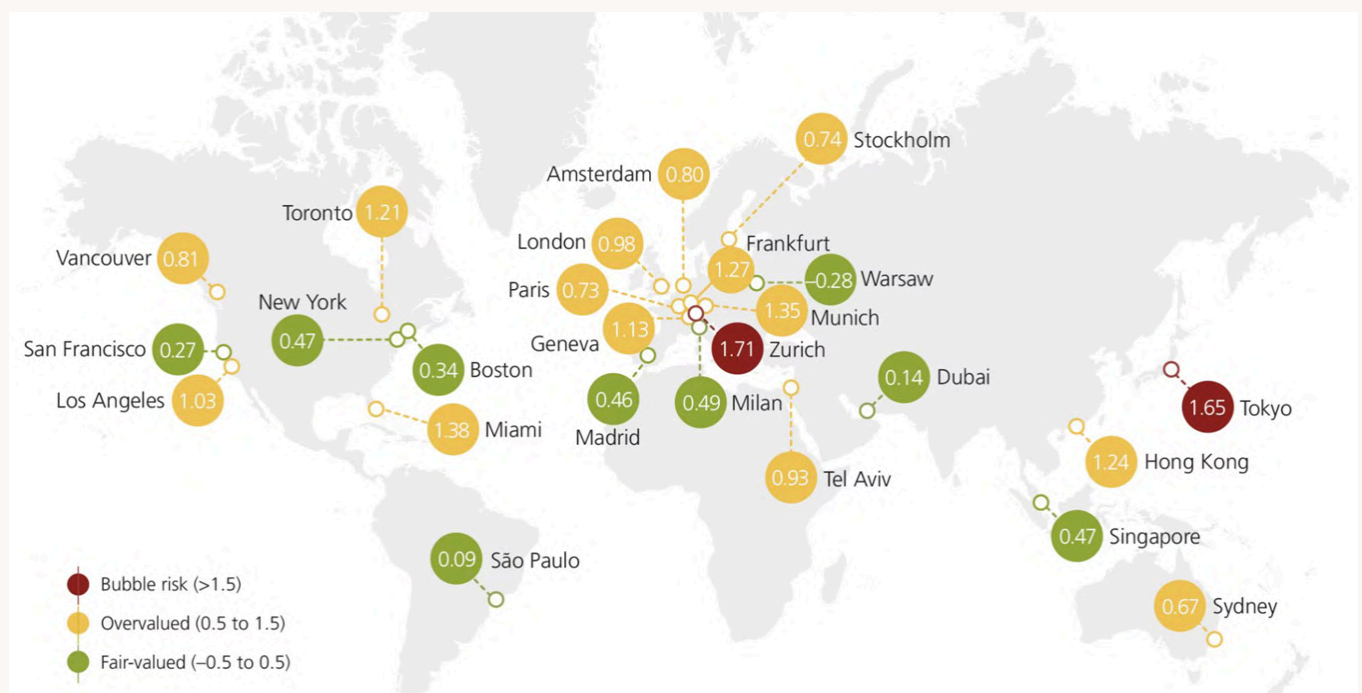 0.74 Stockholm
Amsterdam 0.80
Toronto 1.21
London 0.98
Frankfurt
1.27
Vancouver 0.81
–0.28 Warsaw
Paris 0.73
New York
1.35 Munich
Geneva 1.13
0.47
San Francisco 0.27
1.71 Zurich
0.34 Boston
0.14 Dubai
Los Angeles 1.03
0.46
Madrid
0.49 Milan
1.65 Tokyo
1.38 Miami
1.24 Hong Kong
0.93 Tel Aviv
0.47 Singapore
0.09 São Paulo
0.67 Sydney
Bubble risk (>1.5)
Overvalued (0.5 to 1.5)
Fair-valued (–0.5 to 0.5)